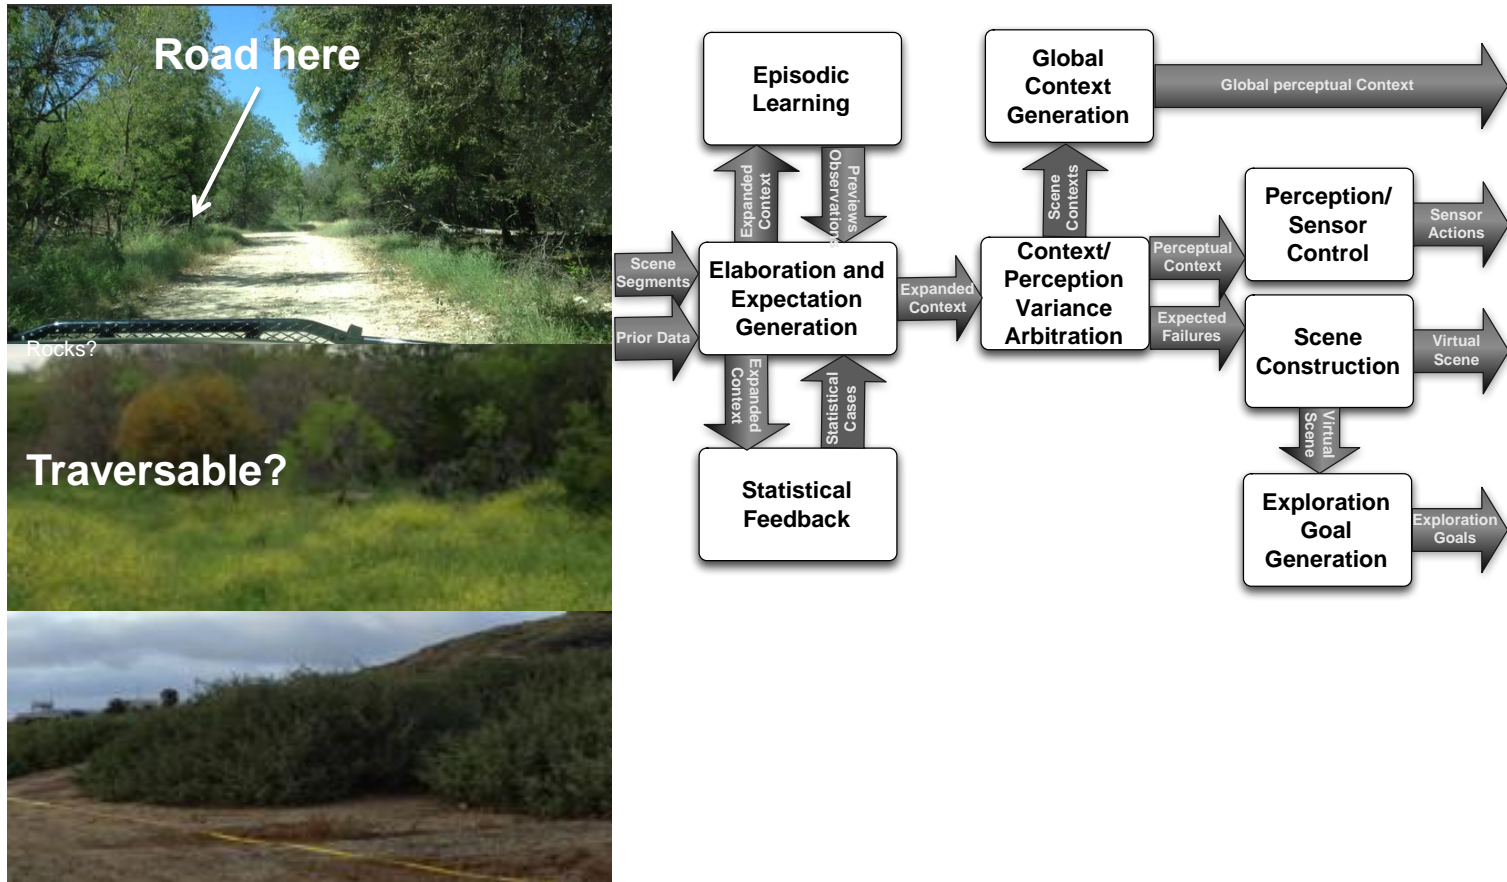 Road here
Rocks?
Traversable?
Episodic
Learning
Expanded
Context
Previews
Observations
Scene
Segments
Prior Data
Elaboration and
Expectation
Generation
Expanded
Context
Statistical
Cases
Statistical
Feedback
Expanded
Context
Global
Context
Generation
Global perceptual Context
Scene
Contexts
Context/
Perception
Variance
Arbitration
Perceptual
Context
Expected
Failures
Perception/
Sensor
Control
Sensor
Actions
Scene
Construction
Virtual
Scene
Virtual
Scene
Exploration
Goal
Generation
Exploration
Goals